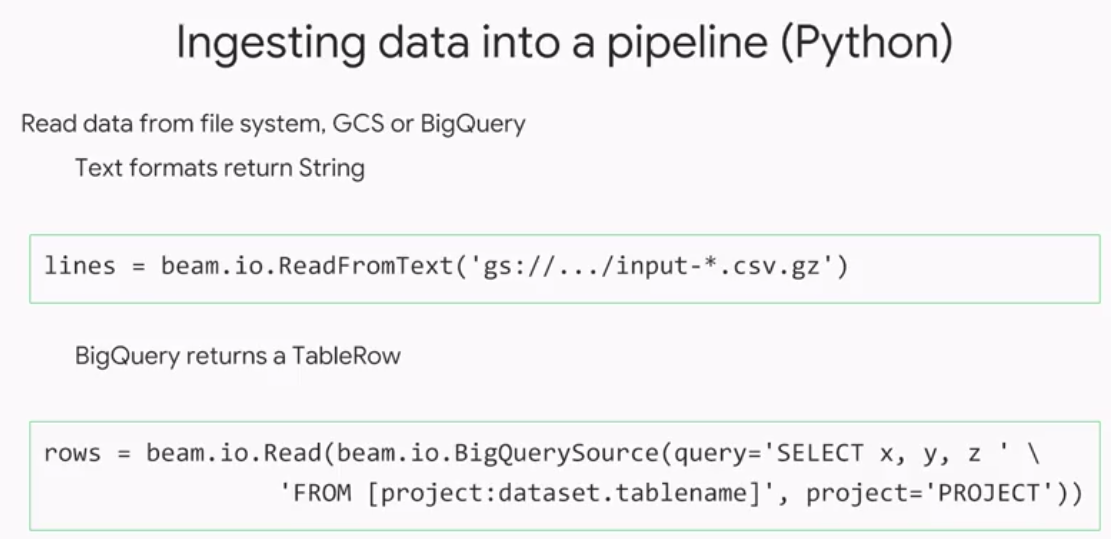 Ingesting data into a pipeline (Python)
Read data from file system, GCS or BigQuery
Text formats return String
lines = beam.io.ReadFromText('gs://.../input-*.csv.gz')
BigQuery returns a TableRow
rows = beam.io.Read(beam.io.BigQuerySource(query='SELECT x, y, z ' \
'FROM [project:dataset.tablename]', project='PROJECT'))